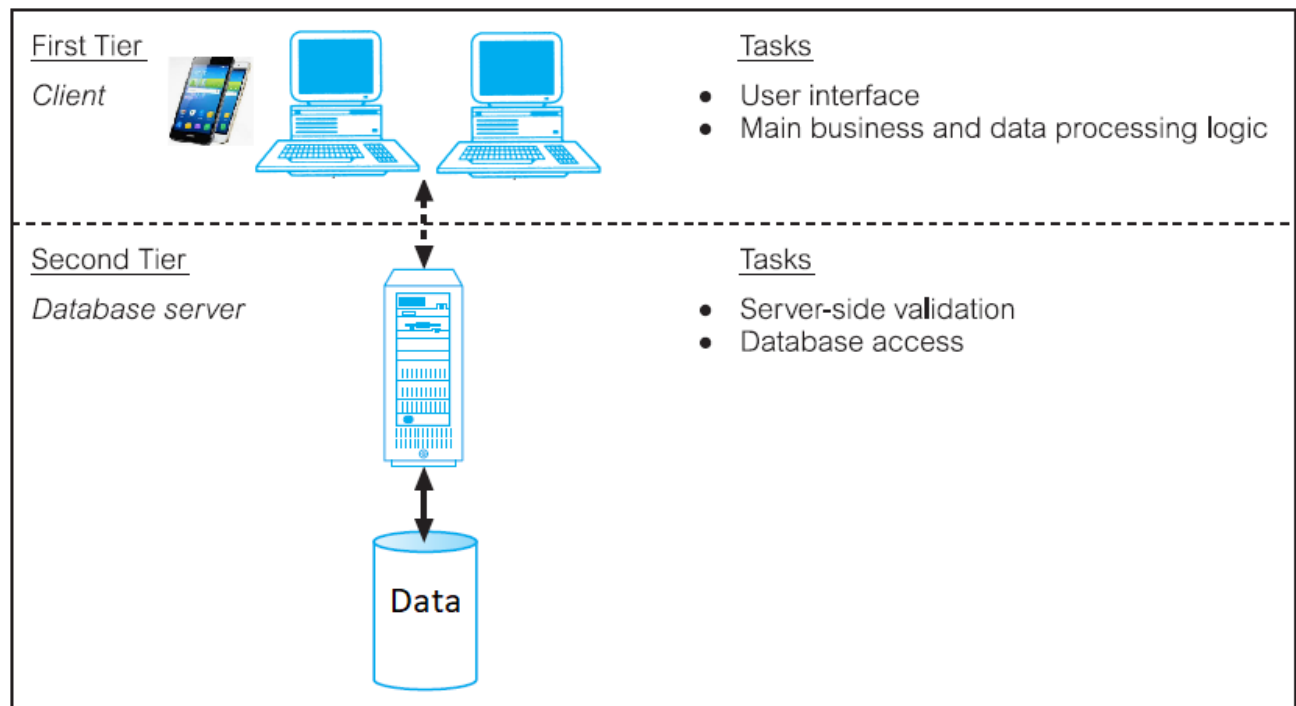 First Tier
Client
Tasks
• User interface
• Main business and data processing logic
Second Tier
Database server
Tasks
• Server-side validation
• Database access
Data